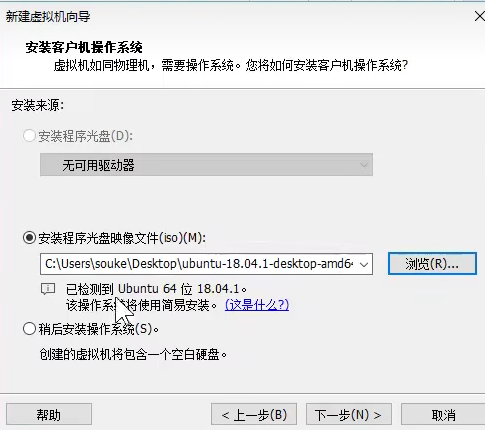 新建虚拟机向导
安装客户机操作系统
虚拟机如同物理机，需要操作系统。您将如何安装客户机操作系统?
安装来源:
安装程序光盘(D):
无可用驱动器
安装程序光盘映像文件(iso)(M):
C:\Users\souke\Desktop\ubuntu-18.04.1-desktop-amd64
浏览(R)...
已检测到 Ubuntu 64 位 18.04.1。
该操作系统将使用简易安装。 (这是什么?)
稍后安装操作系统(S)。
创建的虚拟机将包含一个空白硬盘。
帮助
< 上一步(B)
下一步(N) >
取消